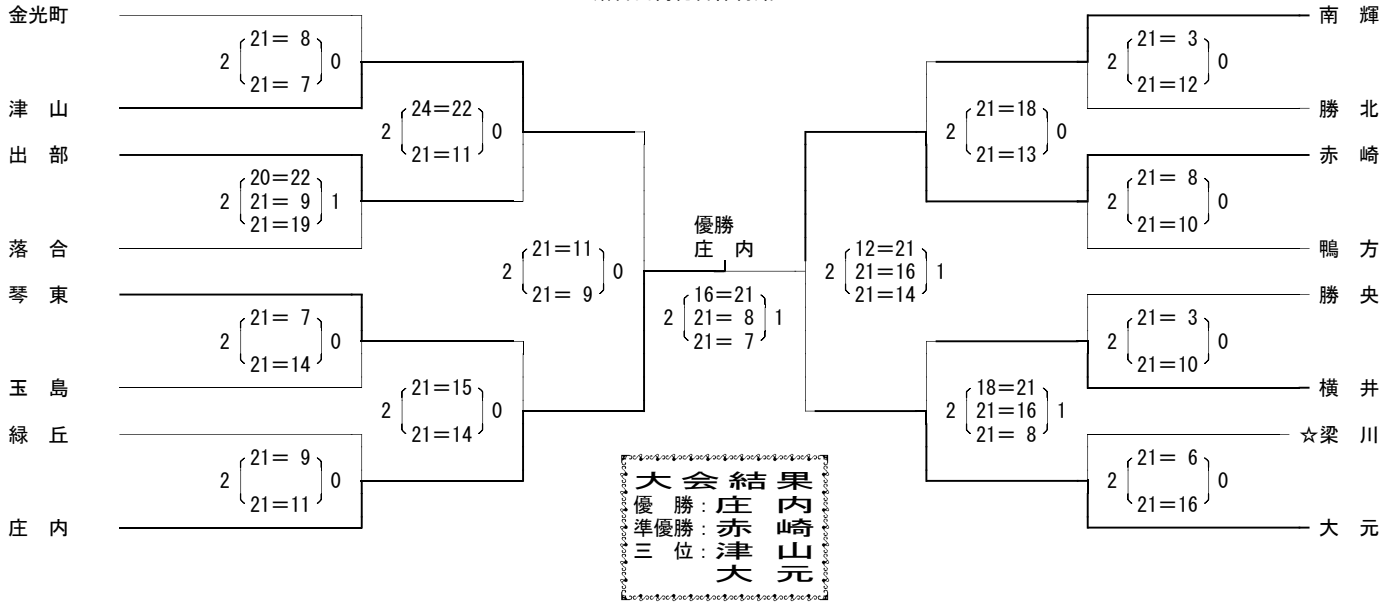 金光町
2 21= 8 0
21= 7
津 山
24=22
2 0
21=11
出 部
20=22
2 21= 9 1
21=19
落 合
21=11
2 0
21= 9
琴 東
21= 7
2 0
21=14
玉 島
21=15
2 0
21=14
緑 丘
21= 9
2 0
21=11
庄 内
優勝
庄 内
16=21
2 21= 8 1
21= 7
南 輝
21= 3
2 0
21=12
勝 北
21=18
2 0
21=13
赤 崎
21= 8
2 0
21=10
鴨 方
12=21
2 21=16 1
21=14
勝 央
21= 3
2 0
21=10
横 井
18=21
2 21=16 1
21= 8
☆梁 川
21= 6
2 0
21=16
大 元
大会結果
優 勝:庄 内
準優勝:赤 崎
三 位:津 山
大 元